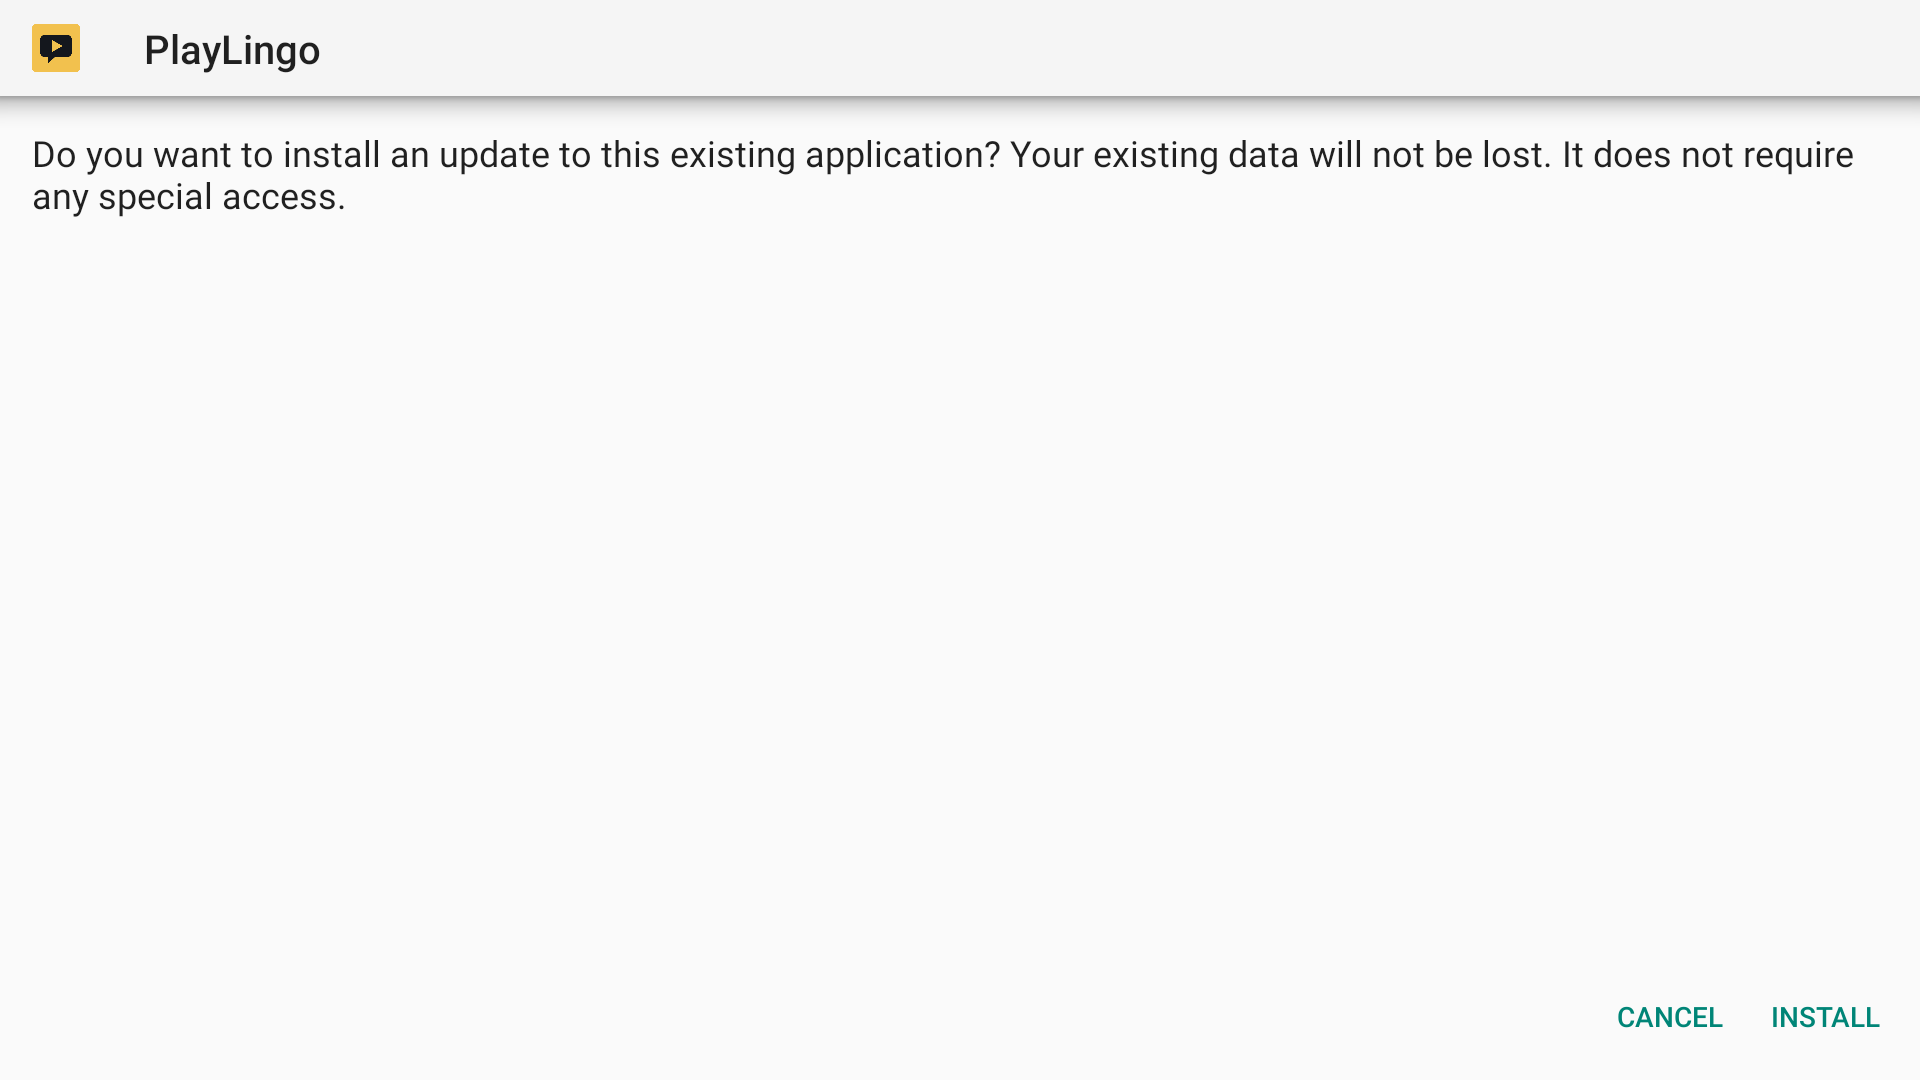 PlayLingo
Do you want to install an update to this existing application? Your existing data will not be lost. It does not require
any special access.
CANCEL INSTALL